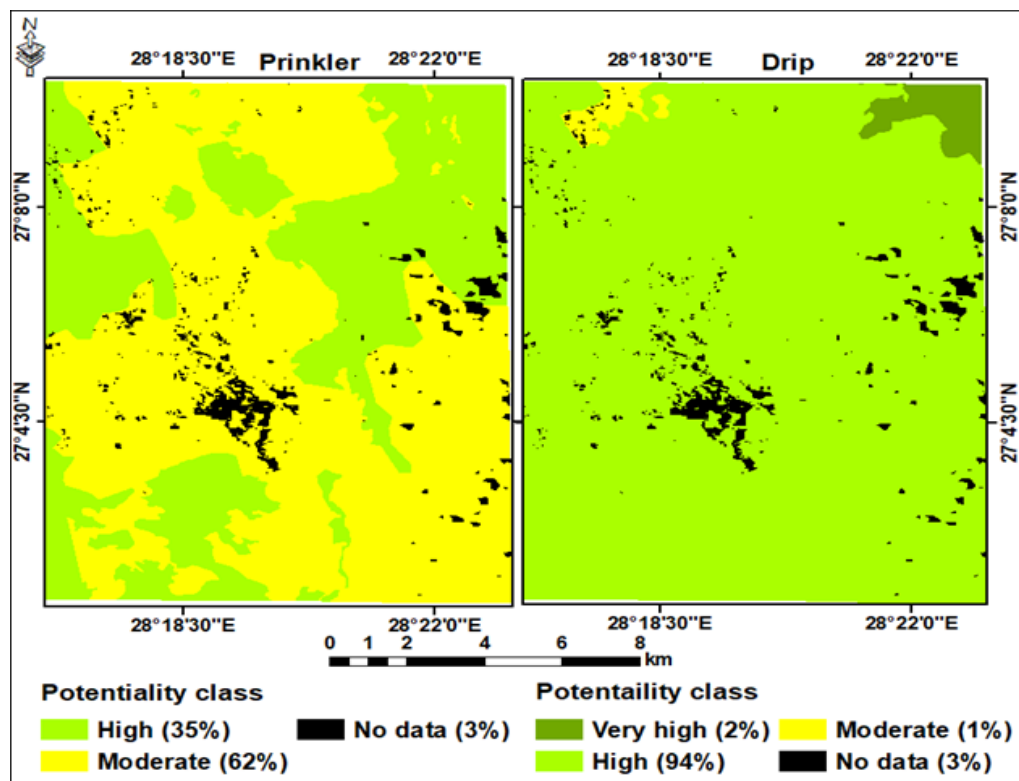 N
28°18'30"E Prinkler 28°22'0"E 28°18'30"E Drip 28°22'0"E
27°8'0"N 27°8'0"N
27°4'30"N 27°4'30"N
28°18'30"E 28°22'0"E 28°18'30"E 28°22'0"E
0 1 2 4 6 8
km
Potentiality class
High (35%) No data (3%)
Moderate (62%)
Potentaility class
Very high (2%) Moderate (1%)
High (94%) No data (3%)